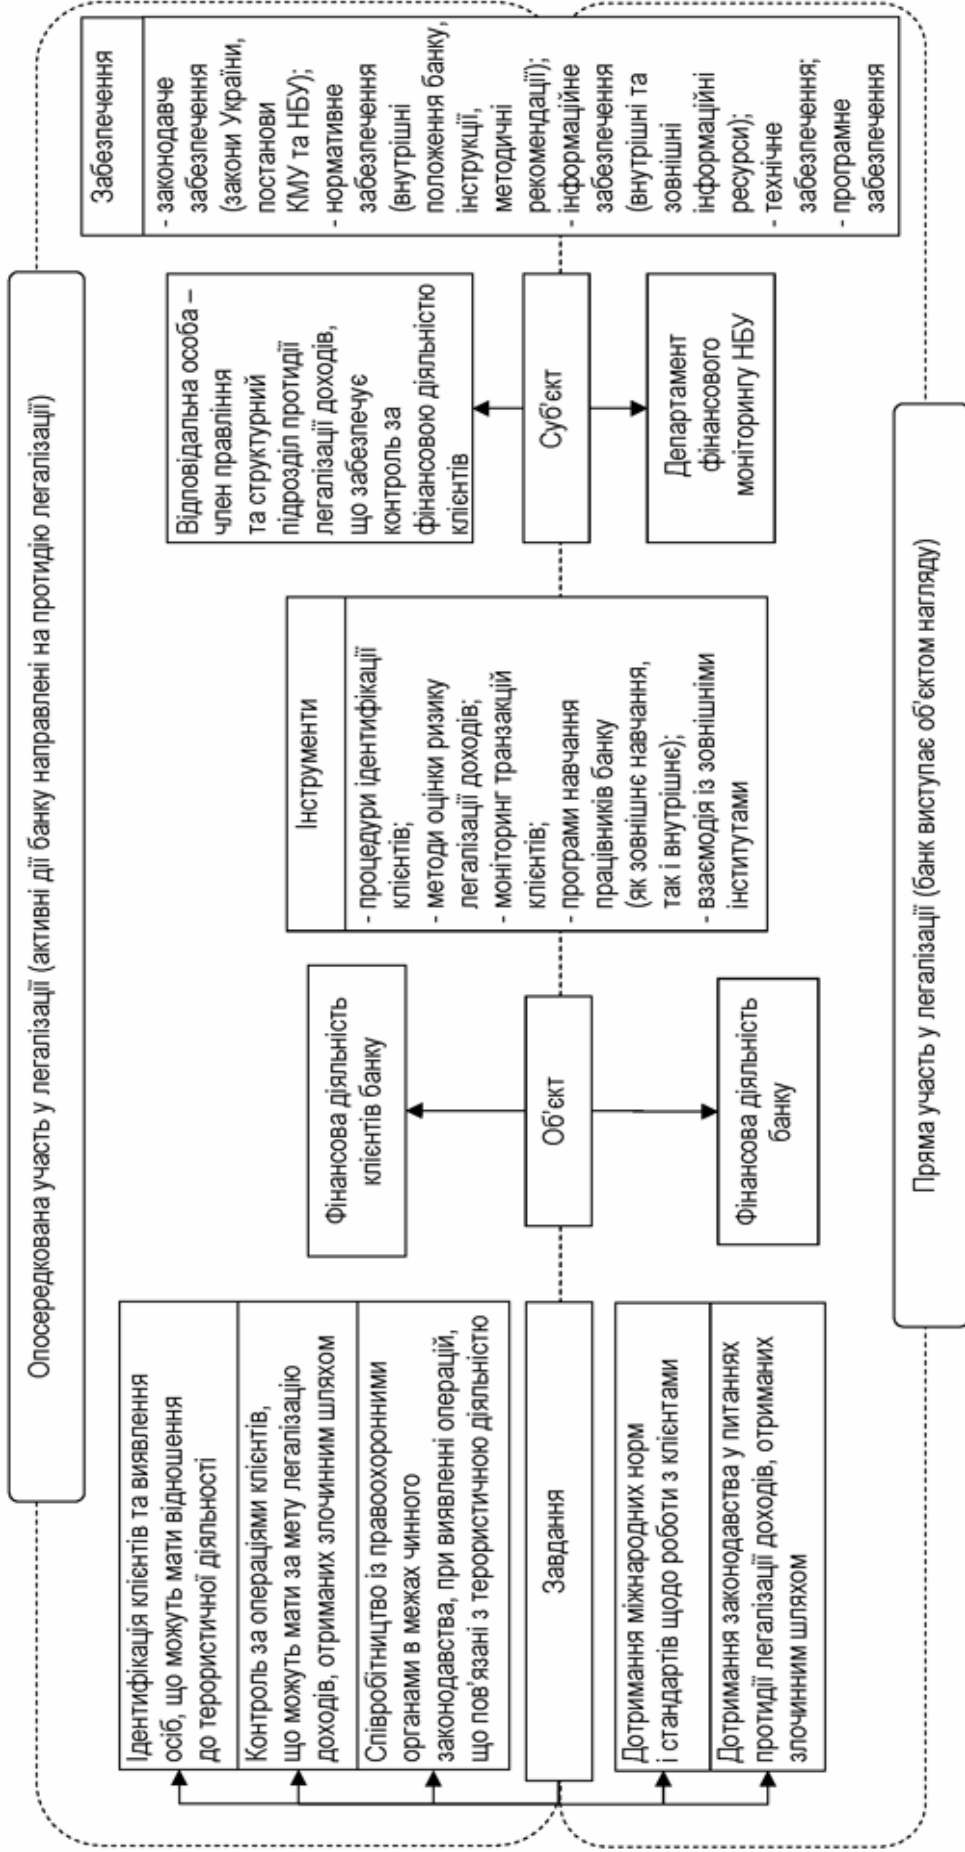 Опосередкована участь у легалізації (активні дії банку направлені на протидію легалізації)
Ідентифікація клієнтів та виявлення
осіб, що можуть мати відношення
до терористичної діяльності
Контроль за операціями клієнтів,
що можуть мати за мету легалізацію
доходів, отриманих злочинним шляхом
Співробітництво із правоохоронними
органами в межах чинного
законодавства, при виявленні операцій,
що пов'язані з терористичною діяльністю
Завдання
Дотримання міжнародних норм
і стандартів щодо роботи з клієнтами
Дотримання законодавства у питаннях
протидії легалізації доходів, отриманих
злочинним шляхом
Фінансова діяльність
клієнтів банку
Об'єкт
Фінансова діяльність
банку
Інструменти
- процедури ідентифікації
клієнтів;
- методи оцінки ризику
легалізації доходів;
- моніторинг транзакцій
клієнтів;
- програми навчання
працівників банку
(як зовнішнє навчання,
так і внутрішнє);
- взаємодія із зовнішніми
інститутами
Відповідальна особа –
член правління
та структурний
підрозділ протидії
легалізації доходів,
що забезпечує
контроль за
фінансовою діяльністю
клієнтів
Суб'єкт
Департамент
фінансового
моніторингу НБУ
Забезпечення
- законодавче
забезпечення
(закони України,
постанови
КМУ та НБУ);
- нормативне
забезпечення
(внутрішні
положення банку,
інструкції,
методичні
рекомендації);
- інформаційне
забезпечення
(внутрішні та
зовнішні
інформаційні
ресурси);
- технічне
забезпечення;
- програмне
забезпечення
Пряма участь у легалізації (банк виступає об'єктом нагляду)